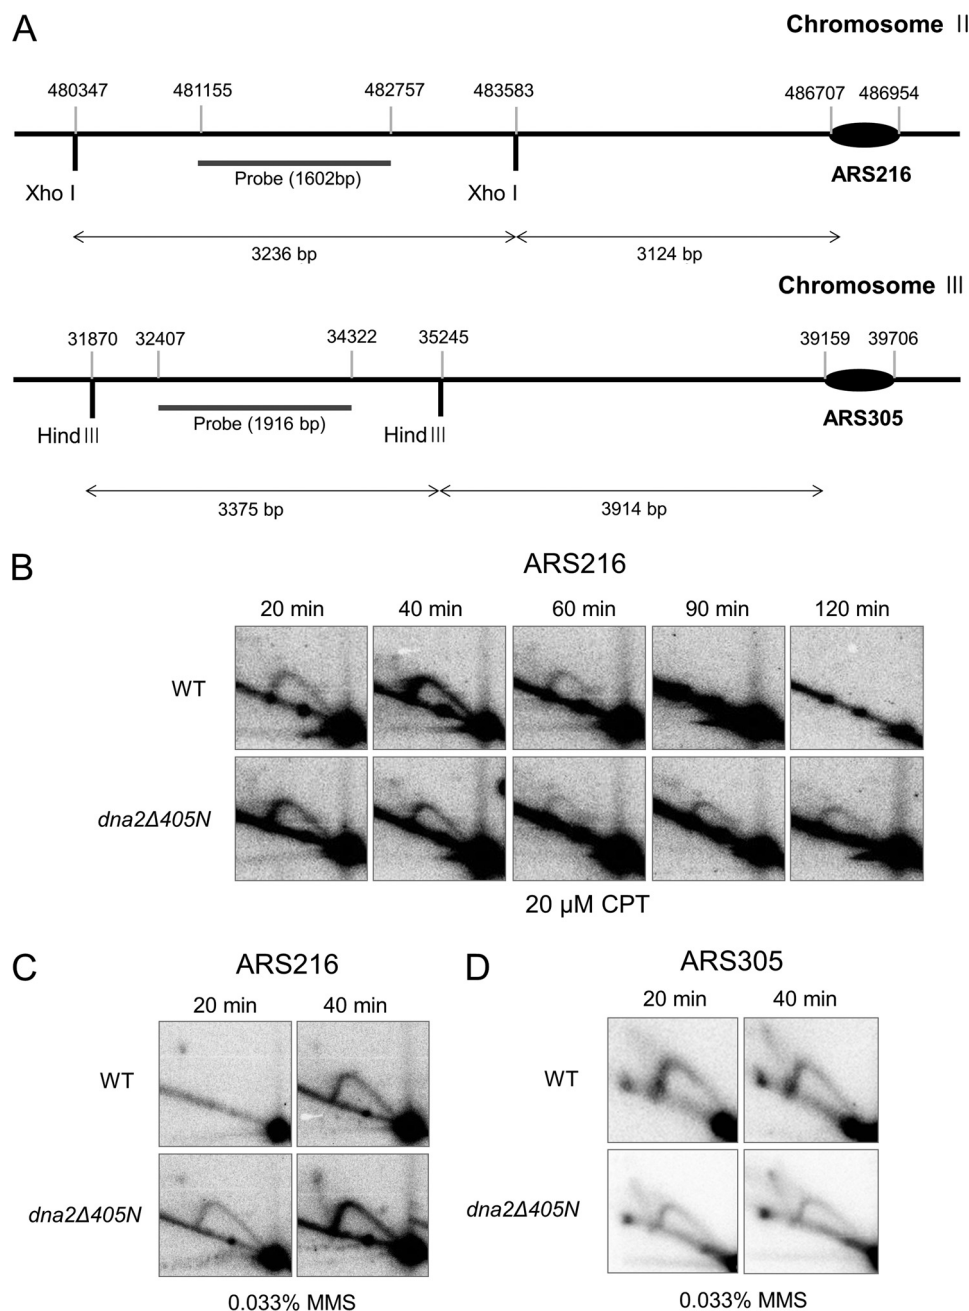 A
Chromosome II
480347 481155 482757 483583 486707 486954
Probe (1602bp)
Xho I Xho I ARS216
3236 bp 3124 bp
Chromosome III
31870 32407 34322 35245 39159 39706
Probe (1916 bp)
Hind III Hind III ARS305
3375 bp 3914 bp
B
ARS216
20 min 40 min 60 min 90 min 120 min
WT
dna2Δ405N
20 µM CPT
C
ARS216
20 min 40 min
WT
dna2Δ405N
0.033% MMS
D
ARS305
20 min 40 min
WT
dna2Δ405N
0.033% MMS